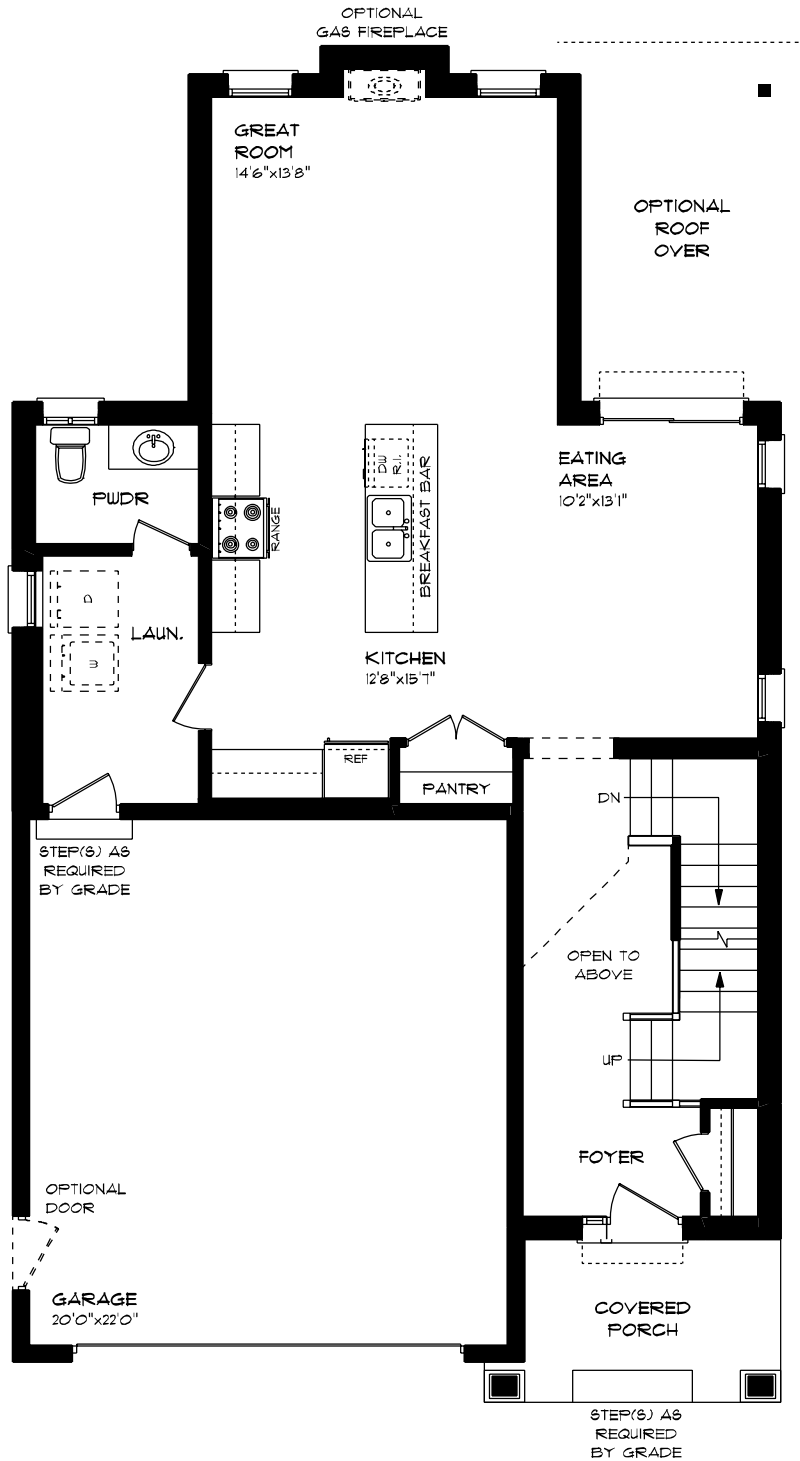 OPTIONAL
GAS FIREPLACE
GREAT
ROOM
14'6"x13'8"
OPTIONAL
ROOF
OVER
EATING
AREA
10'2"x13'1"
PWDR
RANGE
DW
R.I.
BREAKFAST BAR
D
LAUN.
W
KITCHEN
12'8"x15'7"
REF
PANTRY
DN
STEP(S) AS
REQUIRED
BY GRADE
OPEN TO
ABOVE
UP
FOYER
OPTIONAL
DOOR
GARAGE
20'0"x22'0"
COVERED
PORCH
STEP(S) AS
REQUIRED
BY GRADE